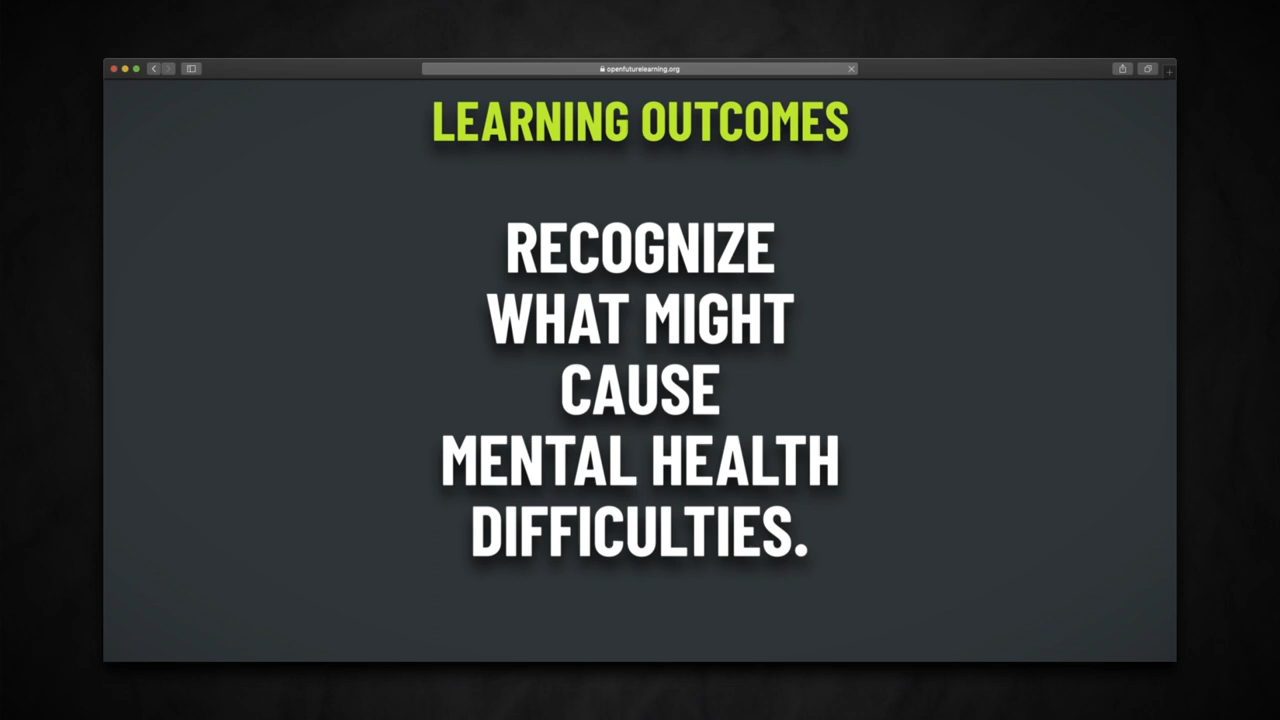 openfuturelearning.org
LEARNING OUTCOMES
RECOGNIZE
WHAT MIGHT
CAUSE
MENTAL HEALTH
DIFFICULTIES.